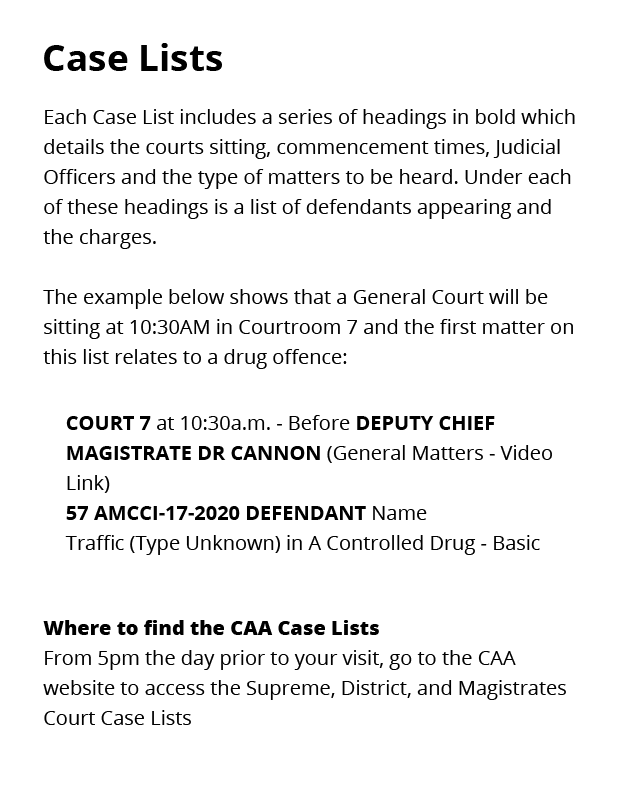 Case Lists
Each Case List includes a series of headings in bold which
details the courts sitting, commencement times, Judicial
Officers and the type of matters to be heard. Under each
of these headings is a list of defendants appearing and
the charges.
The example below shows that a General Court will be
sitting at 10:30AM in Courtroom 7 and the first matter on
this list relates to a drug offence:
COURT 7 at 10:30a.m. - Before DEPUTY CHIEF
MAGISTRATE DR CANNON (General Matters - Video
Link)
57 AMCCI-17-2020 DEFENDANT Name
Traffic (Type Unknown) in A Controlled Drug - Basic
Where to find the CAA Case Lists
From 5pm the day prior to your visit, go to the CAA
website to access the Supreme, District, and Magistrates
Court Case Lists